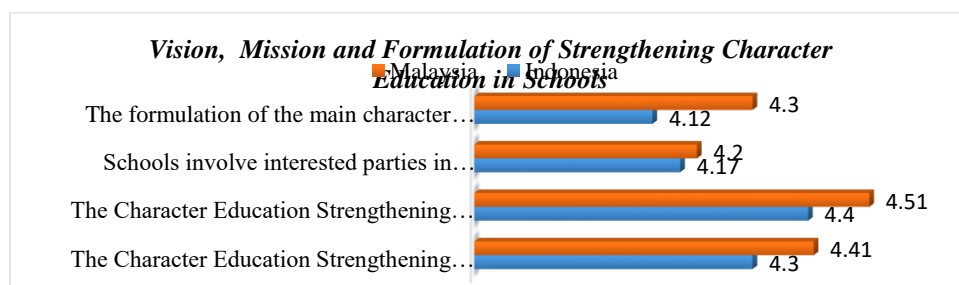 Vision, Mission and Formulation of Strengthening Character
Education in Schools
Malaysia Indonesia
The formulation of the main character…
4.3
4.12
Schools involve interested parties in…
4.2
4.17
The Character Education Strengthening…
4.51
4.4
The Character Education Strengthening…
4.41
4.3